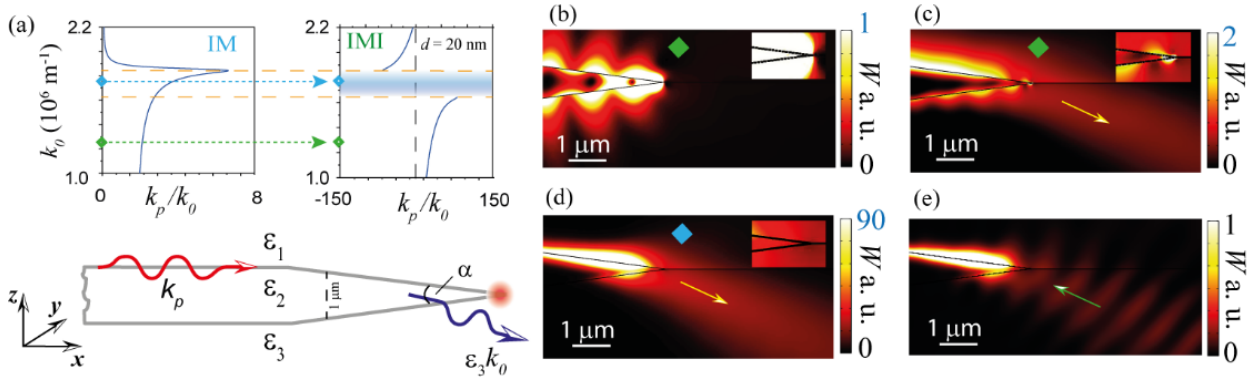 (a)
2.2
IM
k₀ (10⁶ m⁻¹)
1.0
0
8
kₚ/k₀
2.2
IMI
d = 20 nm
1.0
-150
150
kₚ/k₀
ε₁
kₚ
ε₂
1 μm
α
ε₃
ε₃k₀
z
y
x
(b)
1 μm
1
W a. u.
0
(c)
1 μm
2
W a. u.
0
(d)
1 μm
90
W a. u.
0
(e)
1 μm
1
W a. u.
0